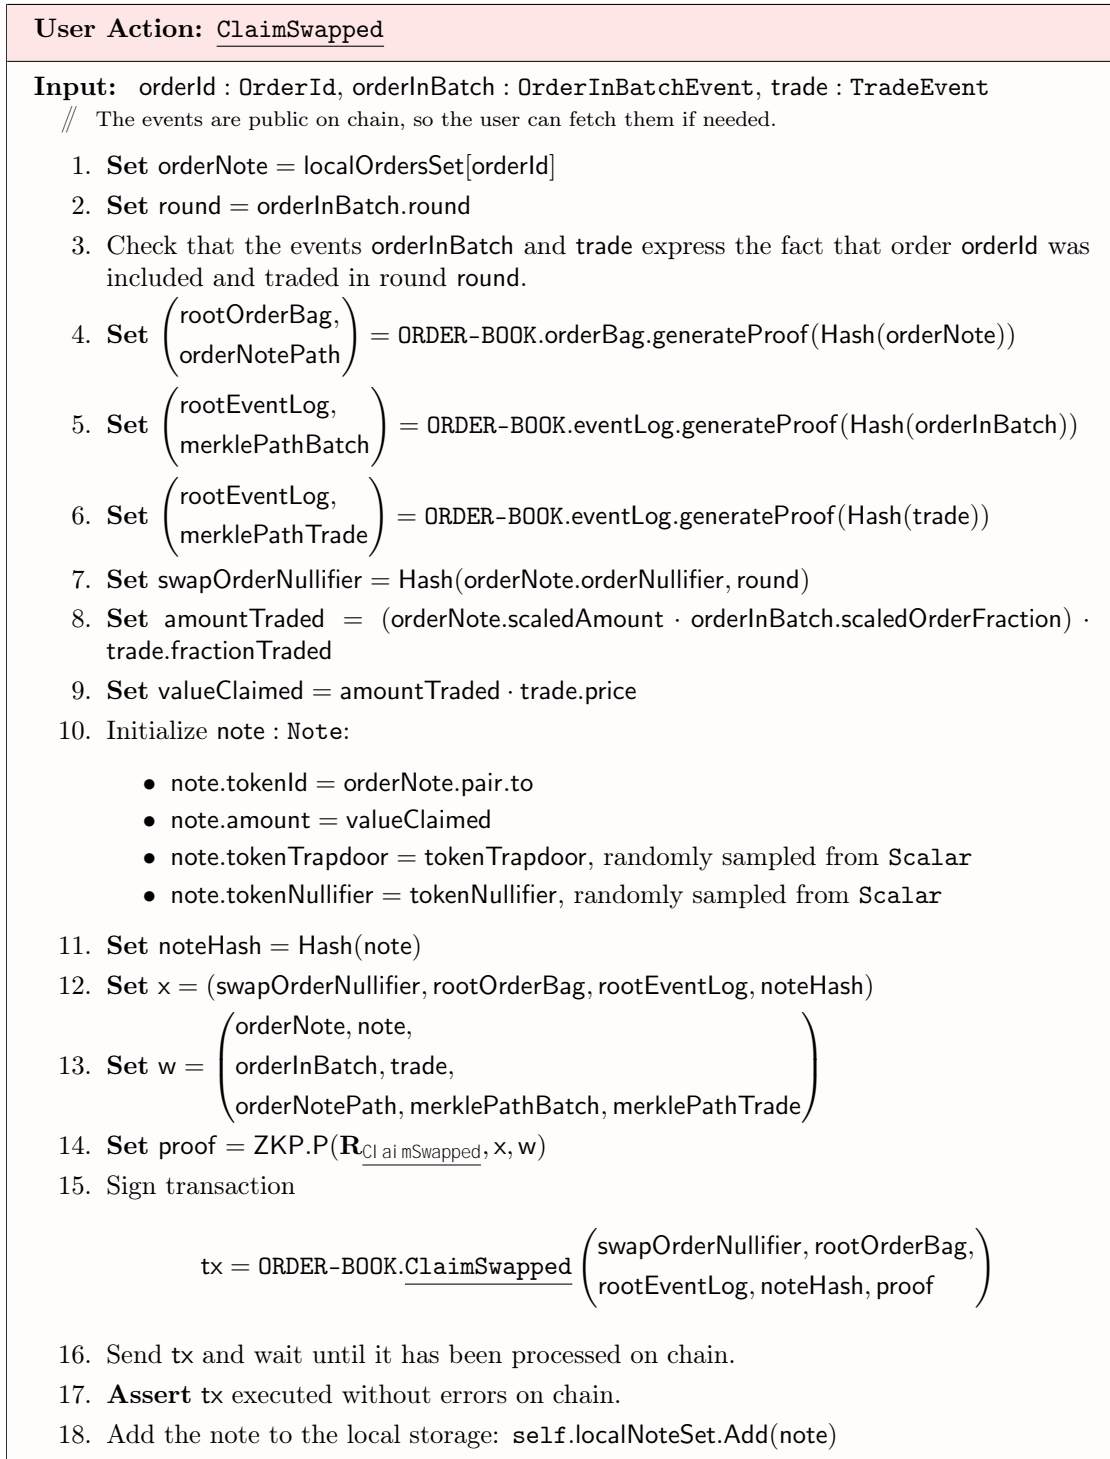 User Action: ClaimSwapped
Input: orderId : OrderId, orderInBatch : OrderInBatchEvent, trade : TradeEvent
// The events are public on chain, so the user can fetch them if needed.
1. Set orderNote = localOrdersSet[orderId]
2. Set round = orderInBatch.round
3. Check that the events orderInBatch and trade express the fact that order orderId was
included and traded in round round.
4. Set (rootOrderBag, orderNotePath) = ORDER-BOOK.orderBag.generateProof(Hash(orderNote))
5. Set (rootEventLog, merklePathBatch) = ORDER-BOOK.eventLog.generateProof(Hash(orderInBatch))
6. Set (rootEventLog, merklePathTrade) = ORDER-BOOK.eventLog.generateProof(Hash(trade))
7. Set swapOrderNullifier = Hash(orderNote.orderNullifier, round)
8. Set amountTraded = (orderNote.scaledAmount · orderInBatch.scaledOrderFraction) ·
trade.fractionTraded
9. Set valueClaimed = amountTraded · trade.price
10. Initialize note : Note:
• note.tokenId = orderNote.pair.to
• note.amount = valueClaimed
• note.tokenTrapdoor = tokenTrapdoor, randomly sampled from Scalar
• note.tokenNullifier = tokenNullifier, randomly sampled from Scalar
11. Set noteHash = Hash(note)
12. Set x = (swapOrderNullifier, rootOrderBag, rootEventLog, noteHash)
13. Set w = (orderNote, note,
orderInBatch, trade,
orderNotePath, merklePathBatch, merklePathTrade)
14. Set proof = ZKP.P(R_ClaimSwapped, x, w)
15. Sign transaction
tx = ORDER-BOOK.ClaimSwapped (swapOrderNullifier, rootOrderBag,
rootEventLog, noteHash, proof)
16. Send tx and wait until it has been processed on chain.
17. Assert tx executed without errors on chain.
18. Add the note to the local storage: self.localNoteSet.Add(note)